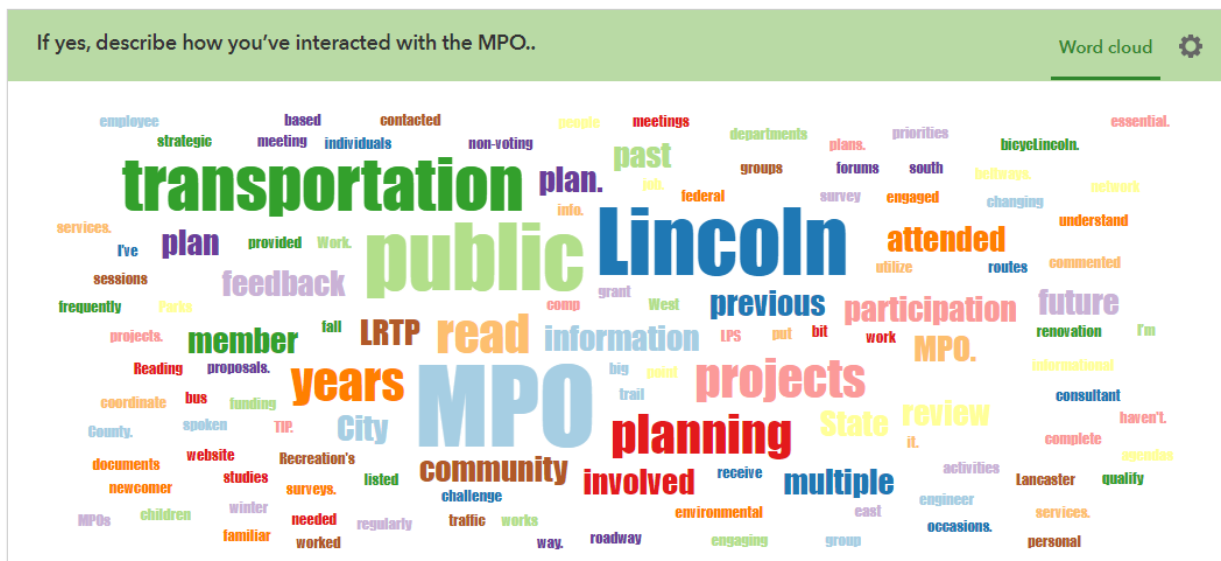 If yes, describe how you've interacted with the MPO..
Word cloud
employee based contacted people meetings essential.
strategic meeting individuals non-voting departments plans. priorities bicycLincoln.
transportation plan. past groups forums south beltways.
job. federal survey engaged changing network
services. info. understand
I've plan provided Work. public Lincoln attended
sessions feedback utilize routes commented
frequently Parks comp grant West previous participation future
projects. member fall LRTP read information LPS put bit work MPO. renovation I'm
Reading proposals. years MPO big point projects informational
coordinate bus funding trail consultant
County. spoken TIP. City planning State review haven't.
it. complete
documents website Recreation's community agendas
newcomer studies surveys. listed involved receive multiple activities Lancaster qualify
challenge engineer
MPOs children winter needed regularly traffic works environmental east occasions. services.
familiar worked way. roadway engaging group personal